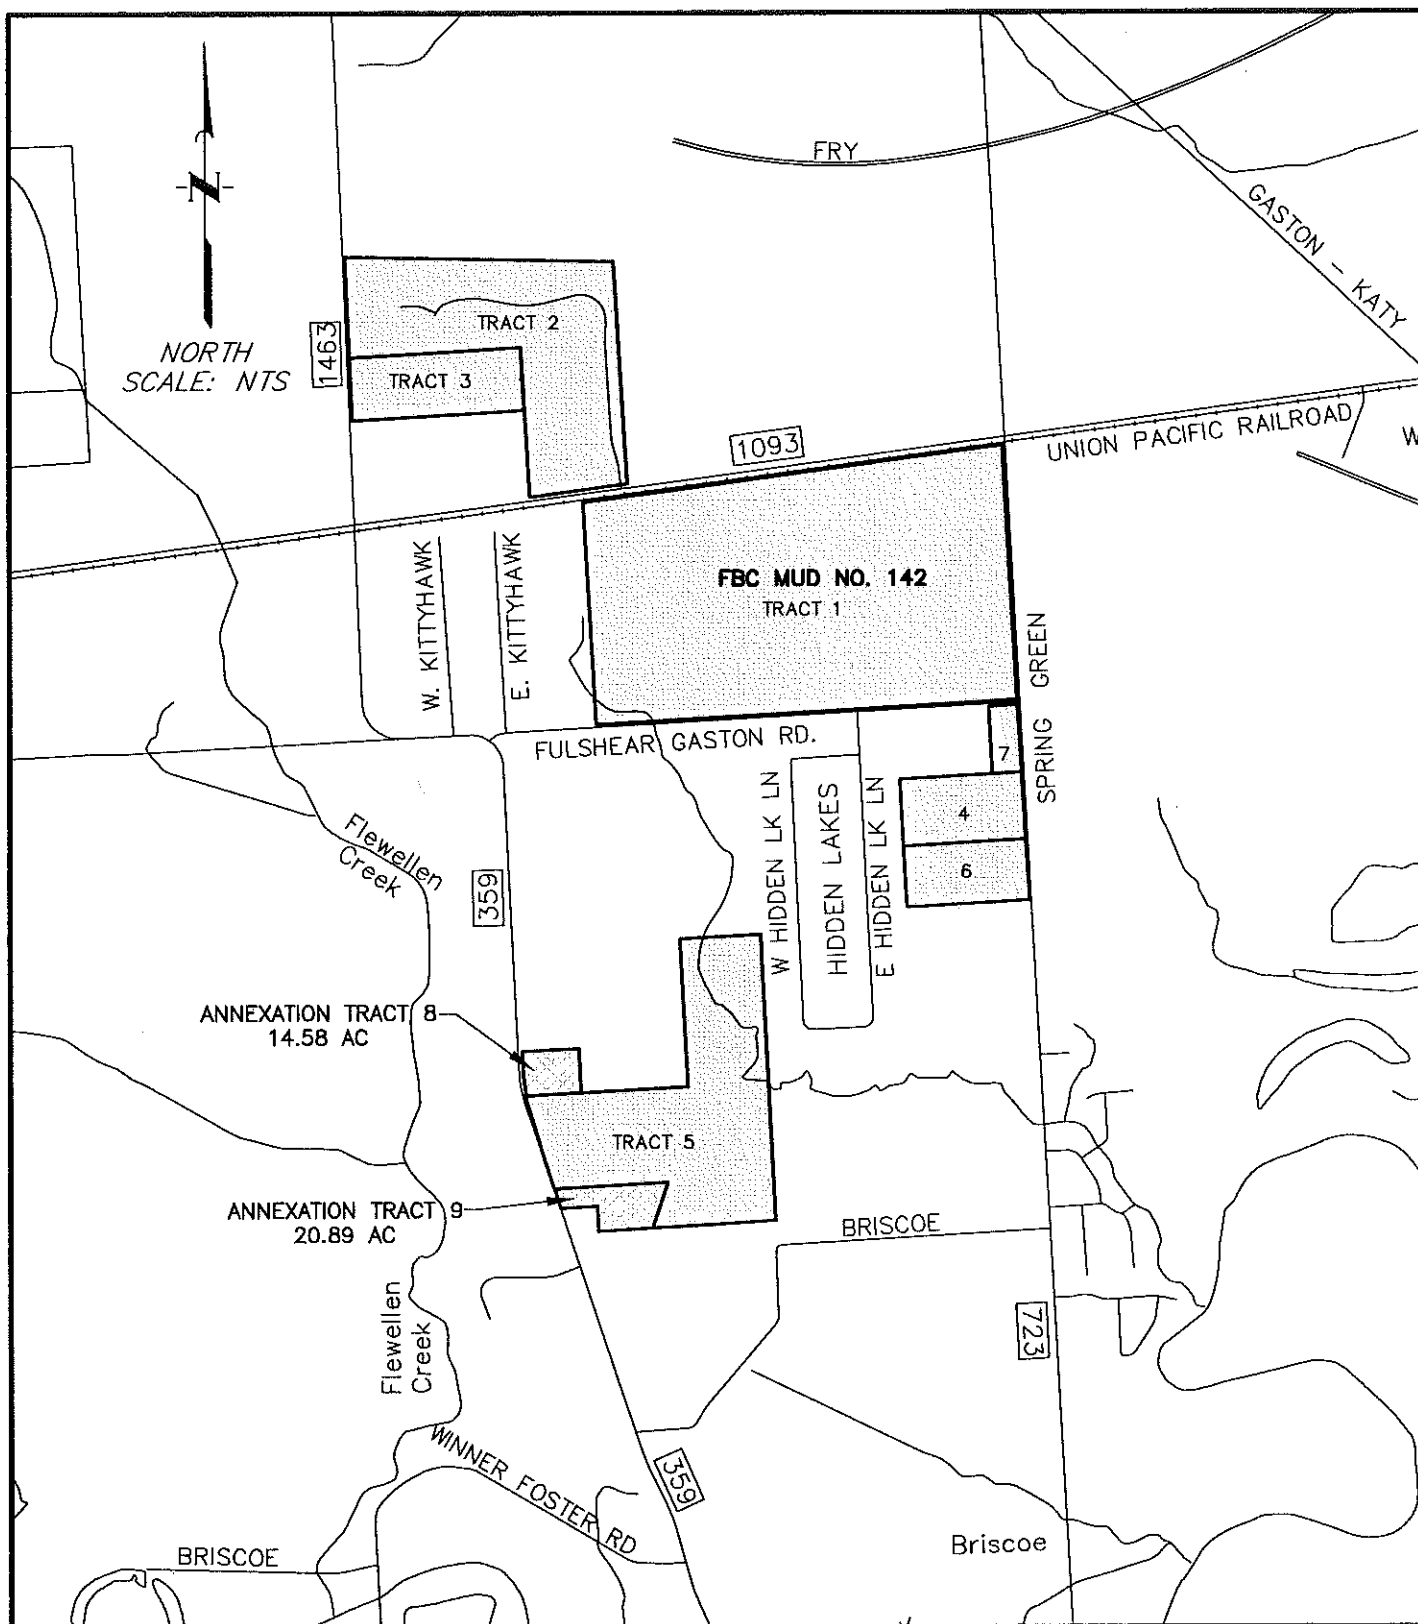 FRY
GASTON - KATY
N
NORTH
SCALE: NTS
1463
TRACT 2
TRACT 3
1093
UNION PACIFIC RAILROAD
W
W. KITTYHAWK
E. KITTYHAWK
FBC MUD NO. 142
TRACT 1
SPRING GREEN
FULSHEAR GASTON RD.
7
4
6
W HIDDEN LK LN
HIDDEN LAKES
E HIDDEN LK LN
Flewellen
Creek
359
ANNEXATION TRACT 8
14.58 AC
TRACT 5
ANNEXATION TRACT 9
20.89 AC
BRISCOE
Flewellen
Creek
723
WINNER FOSTER RD
359
BRISCOE
Briscoe